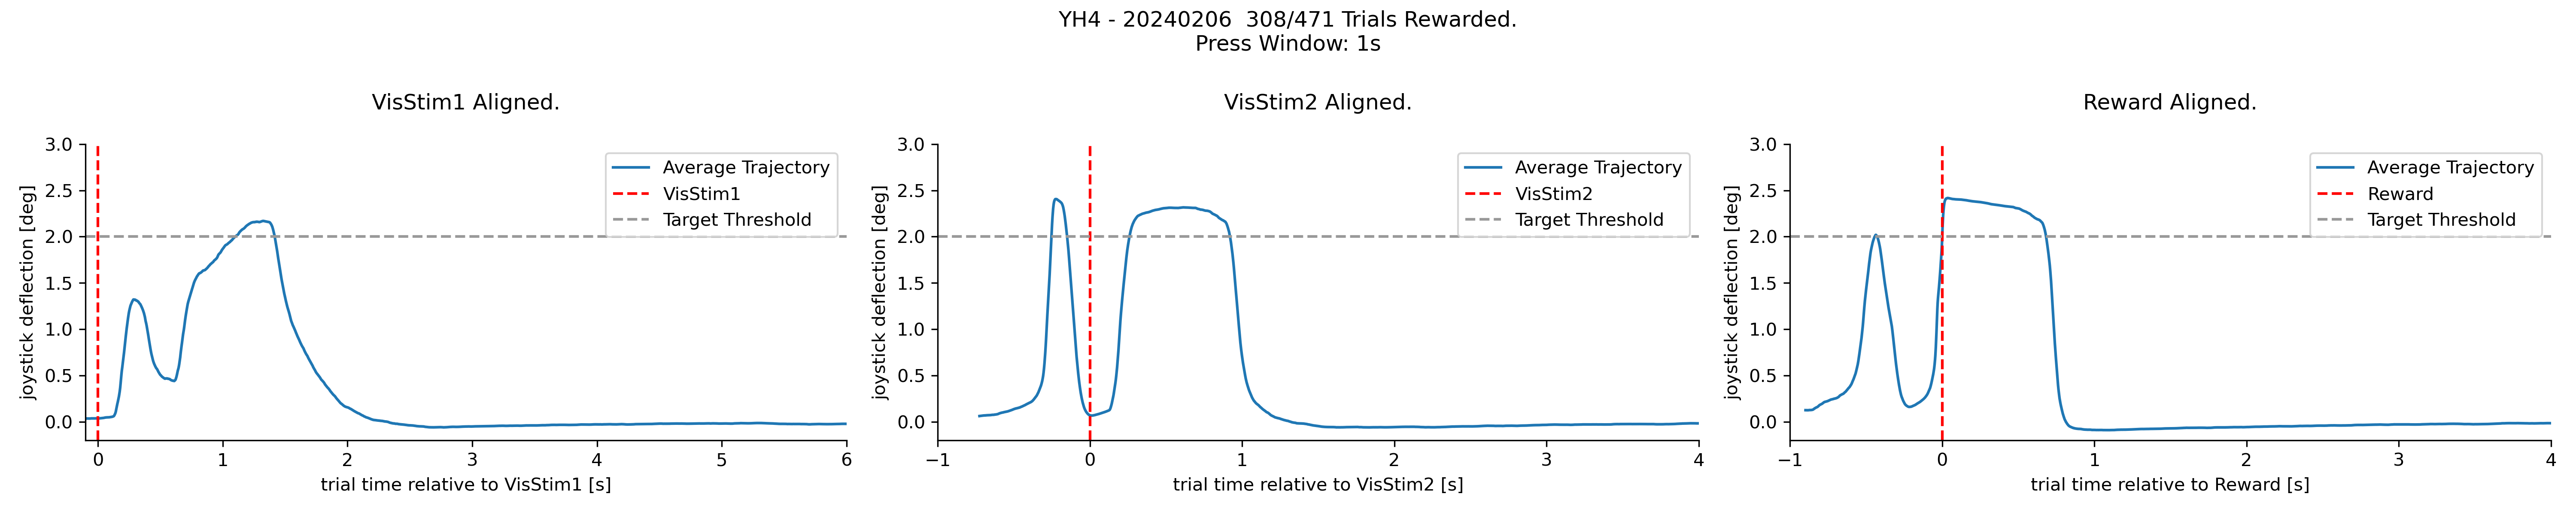 YH4 - 20240206  308/471 Trials Rewarded.
Press Window: 1s
VisStim1 Aligned.
joystick deflection [deg]
3.0
2.5
2.0
1.5
1.0
0.5
0.0
Average Trajectory
VisStim1
Target Threshold
0 1 2 3 4 5 6
trial time relative to VisStim1 [s]
VisStim2 Aligned.
joystick deflection [deg]
3.0
2.5
2.0
1.5
1.0
0.5
0.0
Average Trajectory
VisStim2
Target Threshold
−1 0 1 2 3 4
trial time relative to VisStim2 [s]
Reward Aligned.
joystick deflection [deg]
3.0
2.5
2.0
1.5
1.0
0.5
0.0
Average Trajectory
Reward
Target Threshold
−1 0 1 2 3 4
trial time relative to Reward [s]